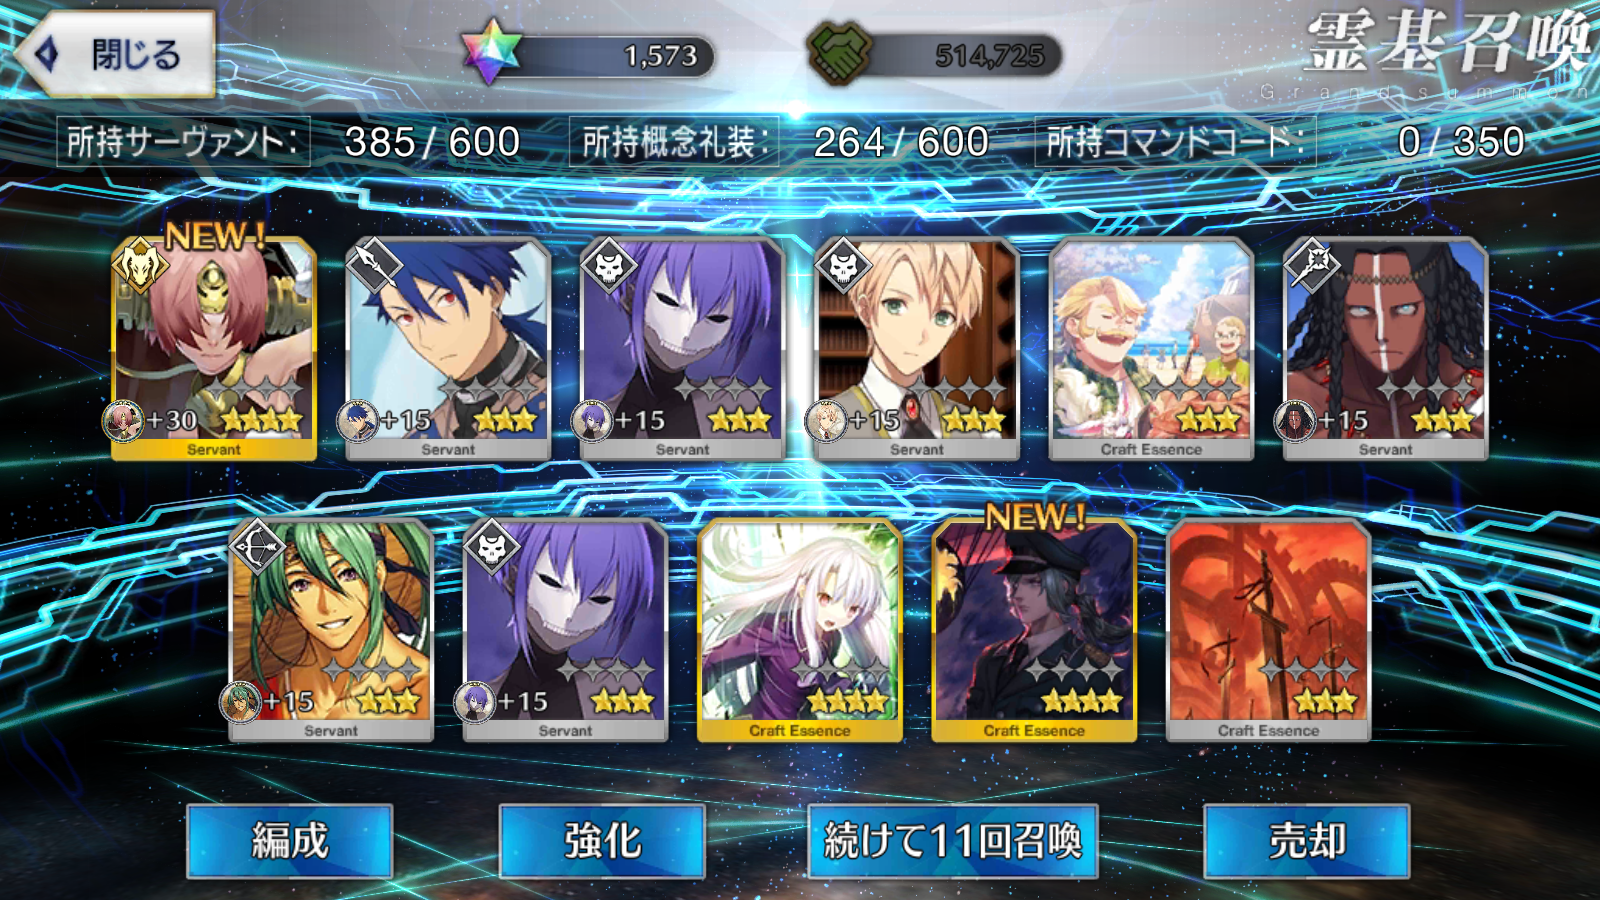 閉じる
1,573
514,725
霊基召喚
Grand summon
所持サーヴァント:
385 / 600
所持概念礼装:
264 / 600
所持コマンドコード:
0 / 350
NEW!
+30
Servant
+15
Servant
+15
Servant
+15
Servant
Craft Essence
+15
Servant
+15
Servant
+15
Servant
Craft Essence
NEW!
Craft Essence
Craft Essence
編成
強化
続けて11回召喚
売却